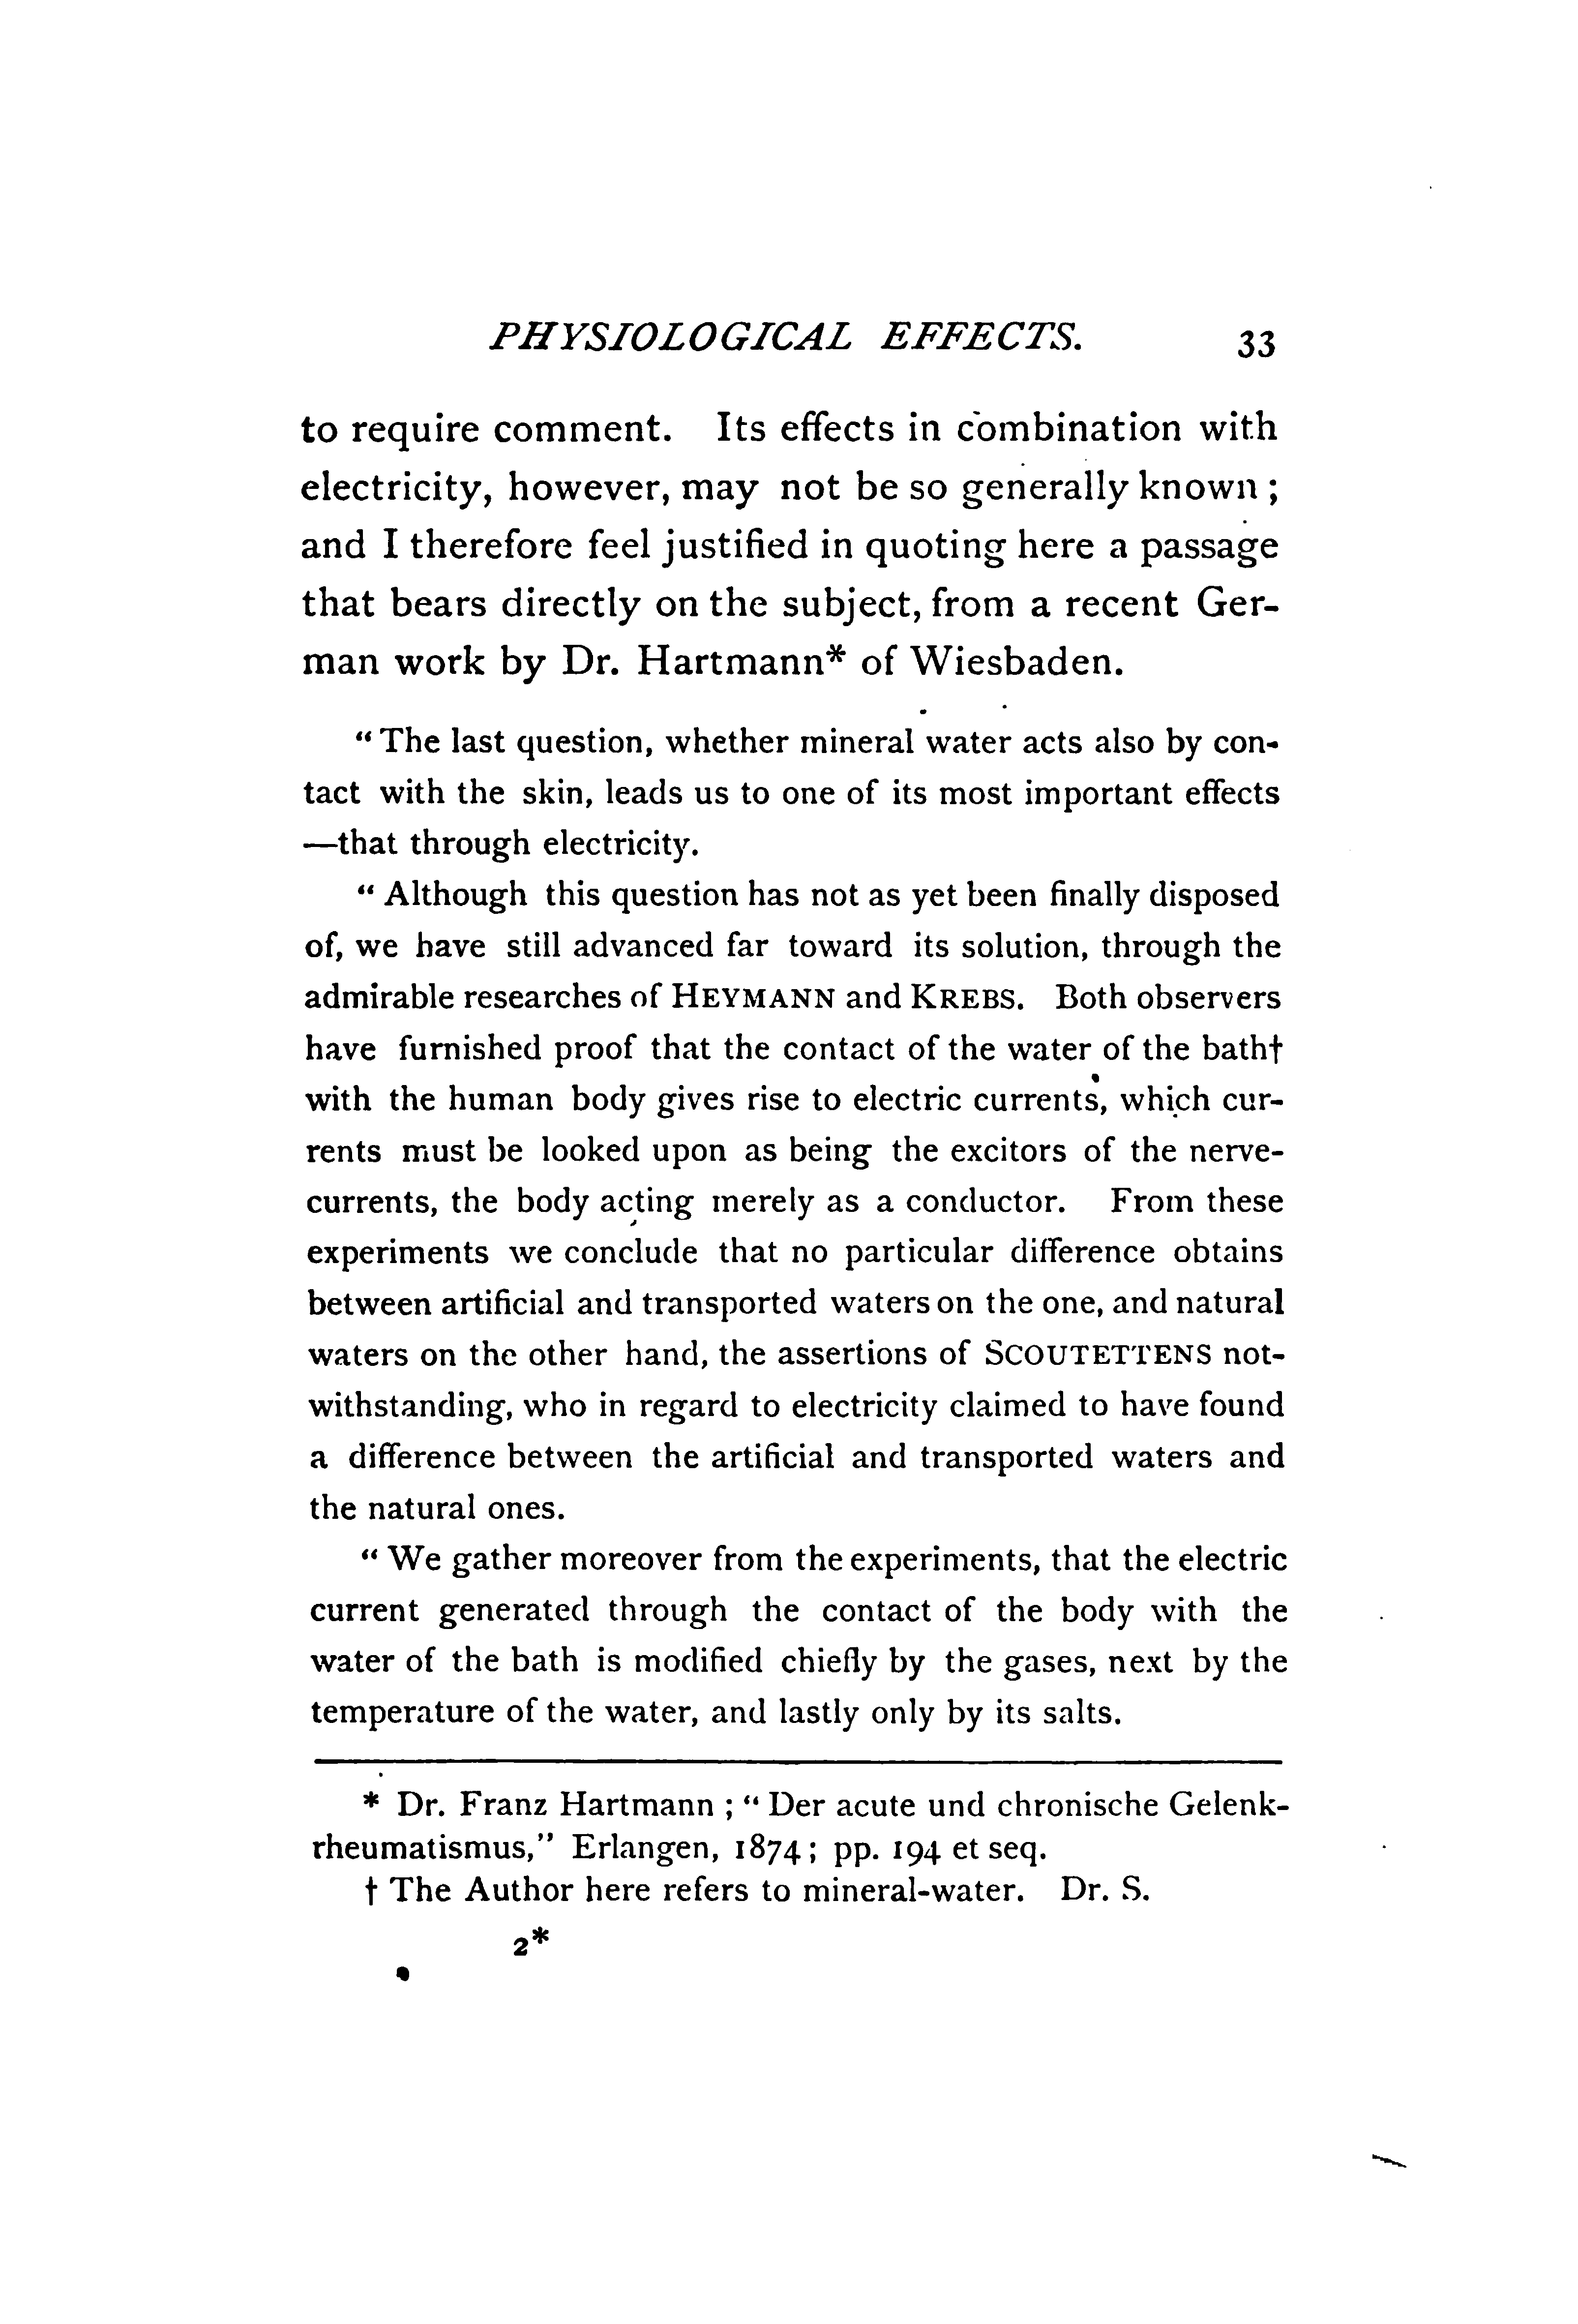 PHYSIOLOGICAL EFFECTS. 33
to require comment. Its effects in combination with
electricity, however, may not be so generally known ;
and I therefore feel justified in quoting here a passage
that bears directly on the subject, from a recent Ger-
man work by Dr. Hartmann* of Wiesbaden.
“ The last question, whether mineral water acts also by con-
tact with the skin, leads us to one of its most important effects
—that through electricity.
“ Although this question has not as yet been finally disposed
of, we have still advanced far toward its solution, through the
admirable researches of HEYMANN and KREBS. Both observers
have furnished proof that the contact of the water of the bath†
with the human body gives rise to electric currents, which cur-
rents must be looked upon as being the excitors of the nerve-
currents, the body acting merely as a conductor. From these
experiments we conclude that no particular difference obtains
between artificial and transported waters on the one, and natural
waters on the other hand, the assertions of SCOUTETTENS not-
withstanding, who in regard to electricity claimed to have found
a difference between the artificial and transported waters and
the natural ones.
“ We gather moreover from the experiments, that the electric
current generated through the contact of the body with the
water of the bath is modified chiefly by the gases, next by the
temperature of the water, and lastly only by its salts.
* Dr. Franz Hartmann ; “ Der acute und chronische Gelenk-
rheumatismus,” Erlangen, 1874 ; pp. 194 et seq.
† The Author here refers to mineral-water. Dr. S.
2*